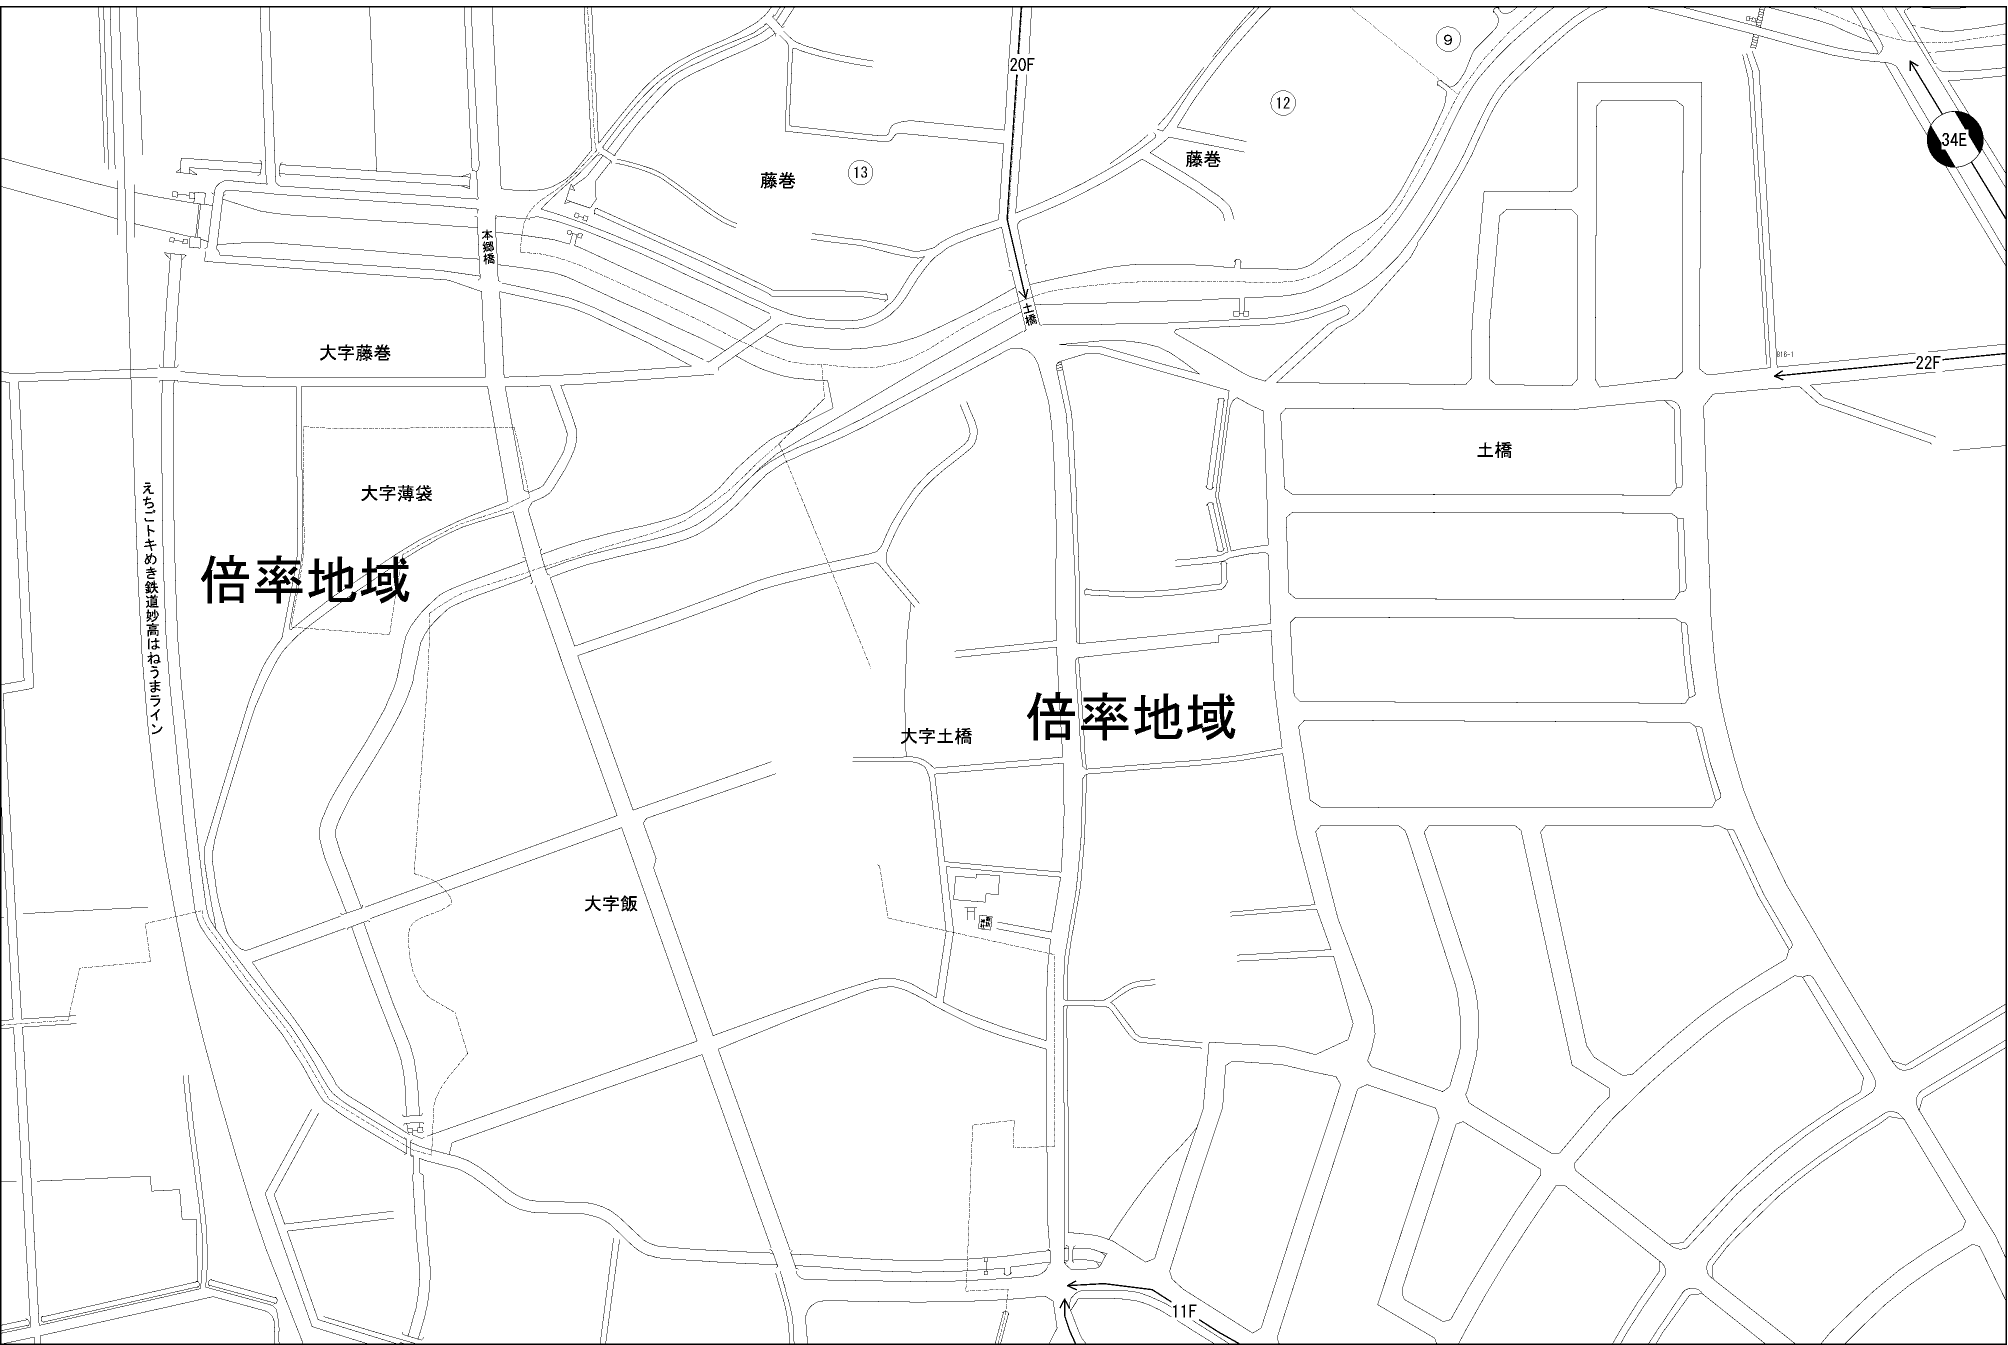 9
20F
12
34E
藤巻
13
藤巻
本郷橋
土橋
大字藤巻
816-1
22F
土橋
大字薄袋
えちごトキめき鉄道妙高はねうまライン
倍率地域
倍率地域
大字土橋
大字飯
11F